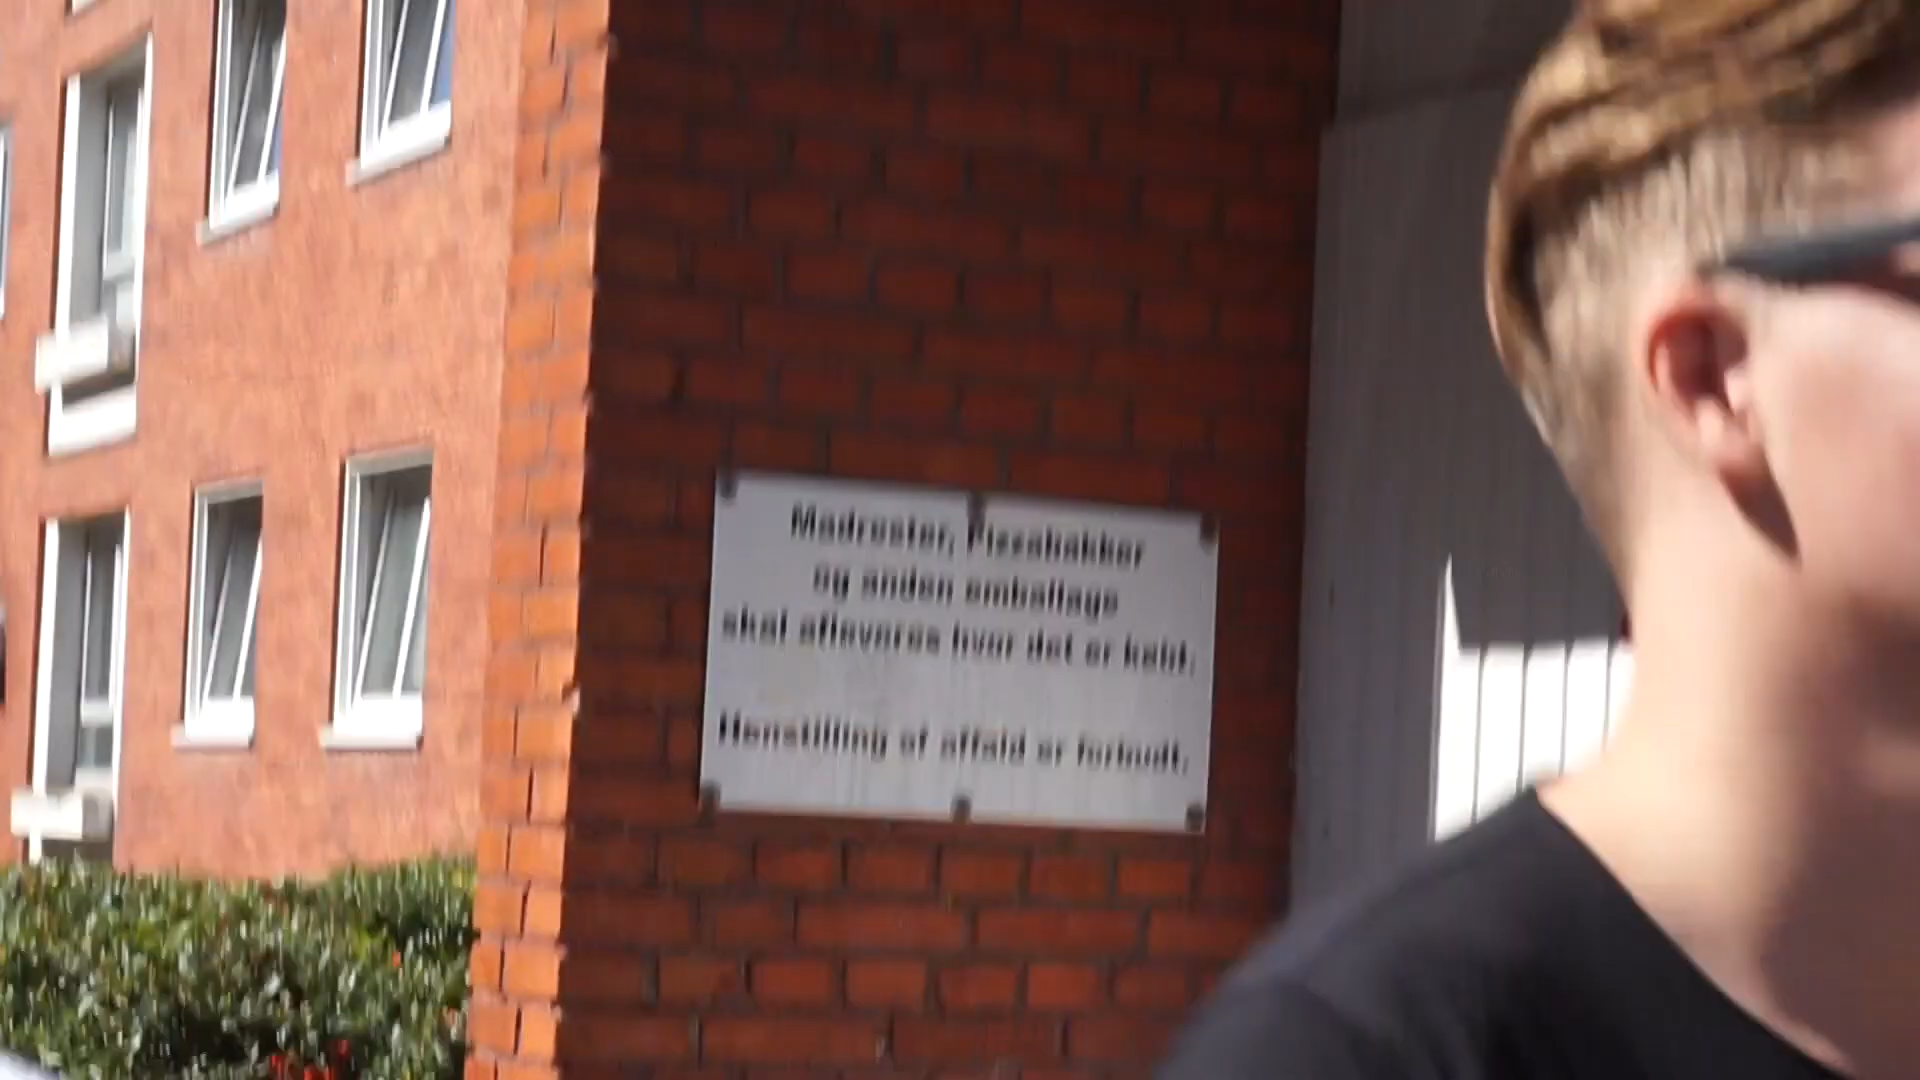 Madrester, Pizzabakker
og anden emballage
skal afleveres hvor det er købt.
Henstilling af affald er forbudt.